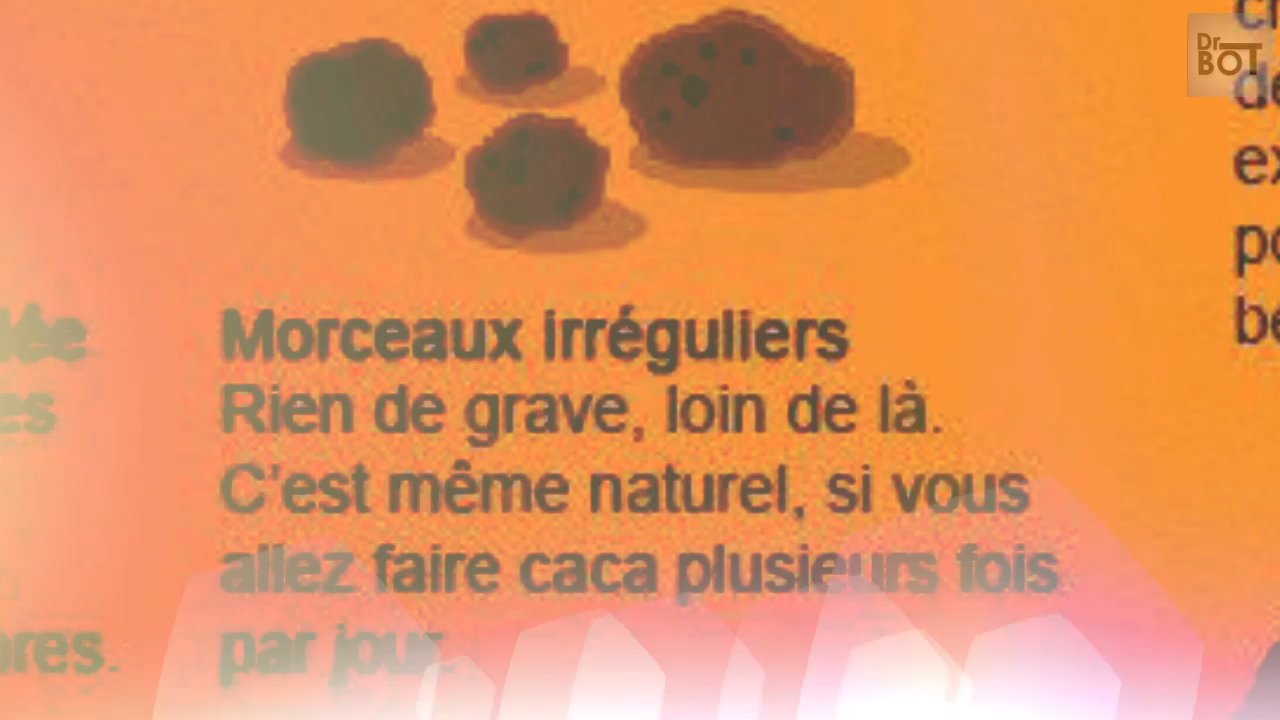 Dr
BOT
Morceaux irréguliers
Rien de grave, loin de là.
C'est même naturel, si vous
allez faire caca plusieurs fois
par jour.